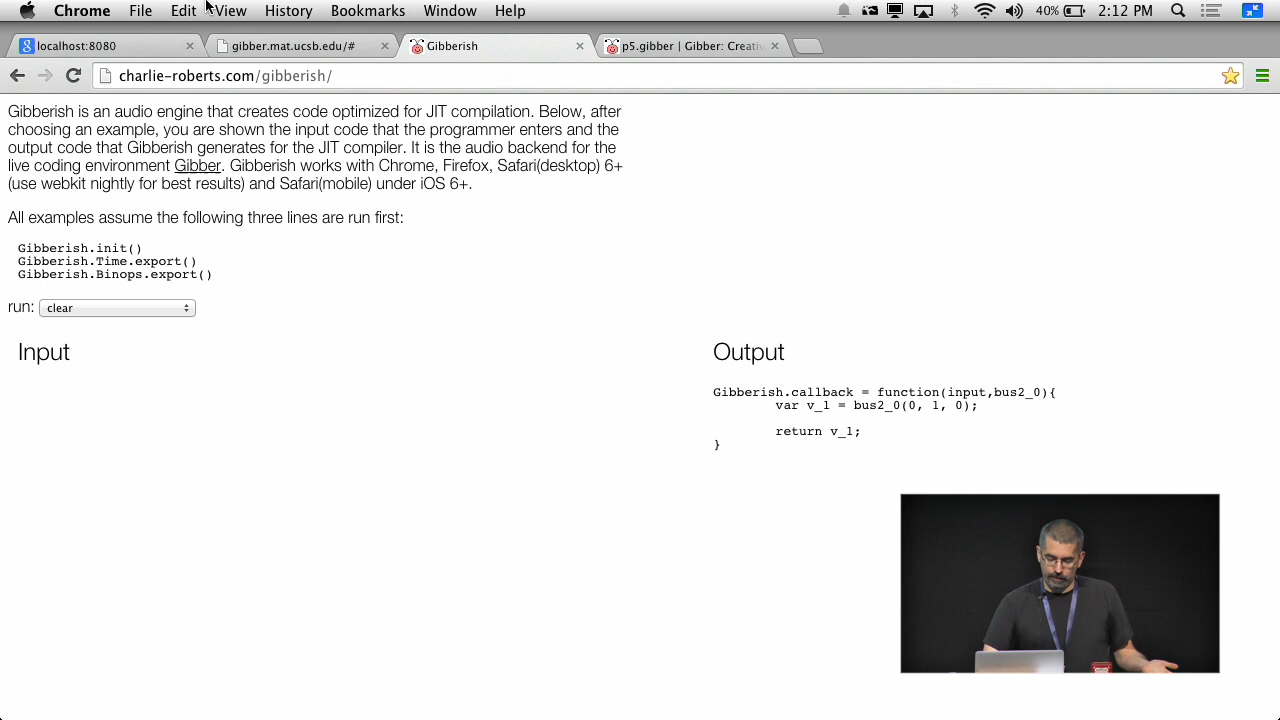 Chrome File Edit View History Bookmarks Window Help 40% 2:12 PM
localhost:8080 gibber.mat.ucsb.edu/# Gibberish p5.gibber | Gibber: Creativ
charlie-roberts.com/gibberish/
Gibberish is an audio engine that creates code optimized for JIT compilation. Below, after
choosing an example, you are shown the input code that the programmer enters and the
output code that Gibberish generates for the JIT compiler. It is the audio backend for the
live coding environment Gibber. Gibberish works with Chrome, Firefox, Safari(desktop) 6+
(use webkit nightly for best results) and Safari(mobile) under iOS 6+.
All examples assume the following three lines are run first:
Gibberish.init()
Gibberish.Time.export()
Gibberish.Binops.export()
run: clear
Input
Output
Gibberish.callback = function(input,bus2_0){
var v_1 = bus2_0(0, 1, 0);
return v_1;
}